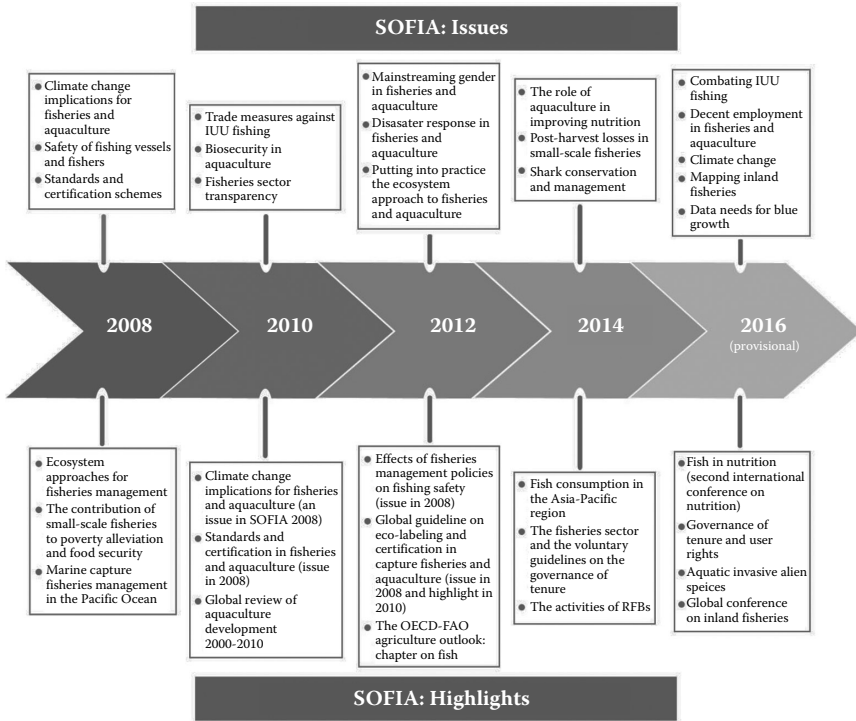 SOFIA: Issues
Climate change
implications for
fisheries and
aquaculture
Safety of fishing vessels
and fishers
Standards and
certification schemes
Trade measures against
IUU fishing
Biosecurity in
aquaculture
Fisheries sector
transparency
Mainstreaming gender
in fisheries and
aquaculture
Disasater response in
fisheries and
aquaculture
Putting into practice
the ecosystem
approach to fisheries
and aquaculture
The role of
aquaculture in
improving nutrition
Post-harvest losses in
small-scale fisheries
Shark conservation
and management
Combating IUU
fishing
Decent employment
in fisheries and
aquaculture
Climate change
Mapping inland
fisheries
Data needs for blue
growth
2008
2010
2012
2014
2016
(provisional)
Ecosystem
approaches for
fisheries management
The contribution of
small-scale fisheries
to poverty alleviation
and food security
Marine capture
fisheries management
in the Pacific Ocean
Climate change
implications for fisheries
and aquaculture (an
issue in SOFIA 2008)
Standards and
certification in fisheries
and aquaculture (issue
in 2008)
Global review of
aquaculture
development
2000-2010
Effects of fisheries
management policies
on fishing safety
(issue in 2008)
Global guideline on
eco-labeling and
certification in
capture fisheries and
aquaculture (issue in
2008 and highlight in
2010)
The OECD-FAO
agriculture outlook:
chapter on fish
Fish consumption in
the Asia-Pacific
region
The fisheries sector
and the voluntary
guidelines on the
governance of
tenure
The activities of RFBs
Fish in nutrition
(second international
conference on
nutrition)
Governance of
tenure and user
rights
Aquatic invasive alien
speices
Global conference
on inland fisheries
SOFIA: Highlights